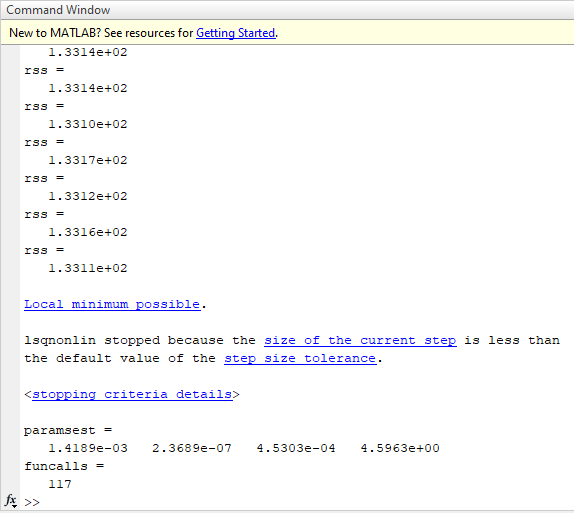 Command Window
New to MATLAB? See resources for Getting Started.
1.3314e+02
rss =
1.3314e+02
rss =
1.3310e+02
rss =
1.3317e+02
rss =
1.3312e+02
rss =
1.3316e+02
rss =
1.3311e+02
Local minimum possible.
lsqnonlin stopped because the size of the current step is less than
the default value of the step size tolerance.
<stopping criteria details>
paramsest =
1.4189e-03 2.3689e-07 4.5303e-04 4.5963e+00
funcalls =
117
fx >>